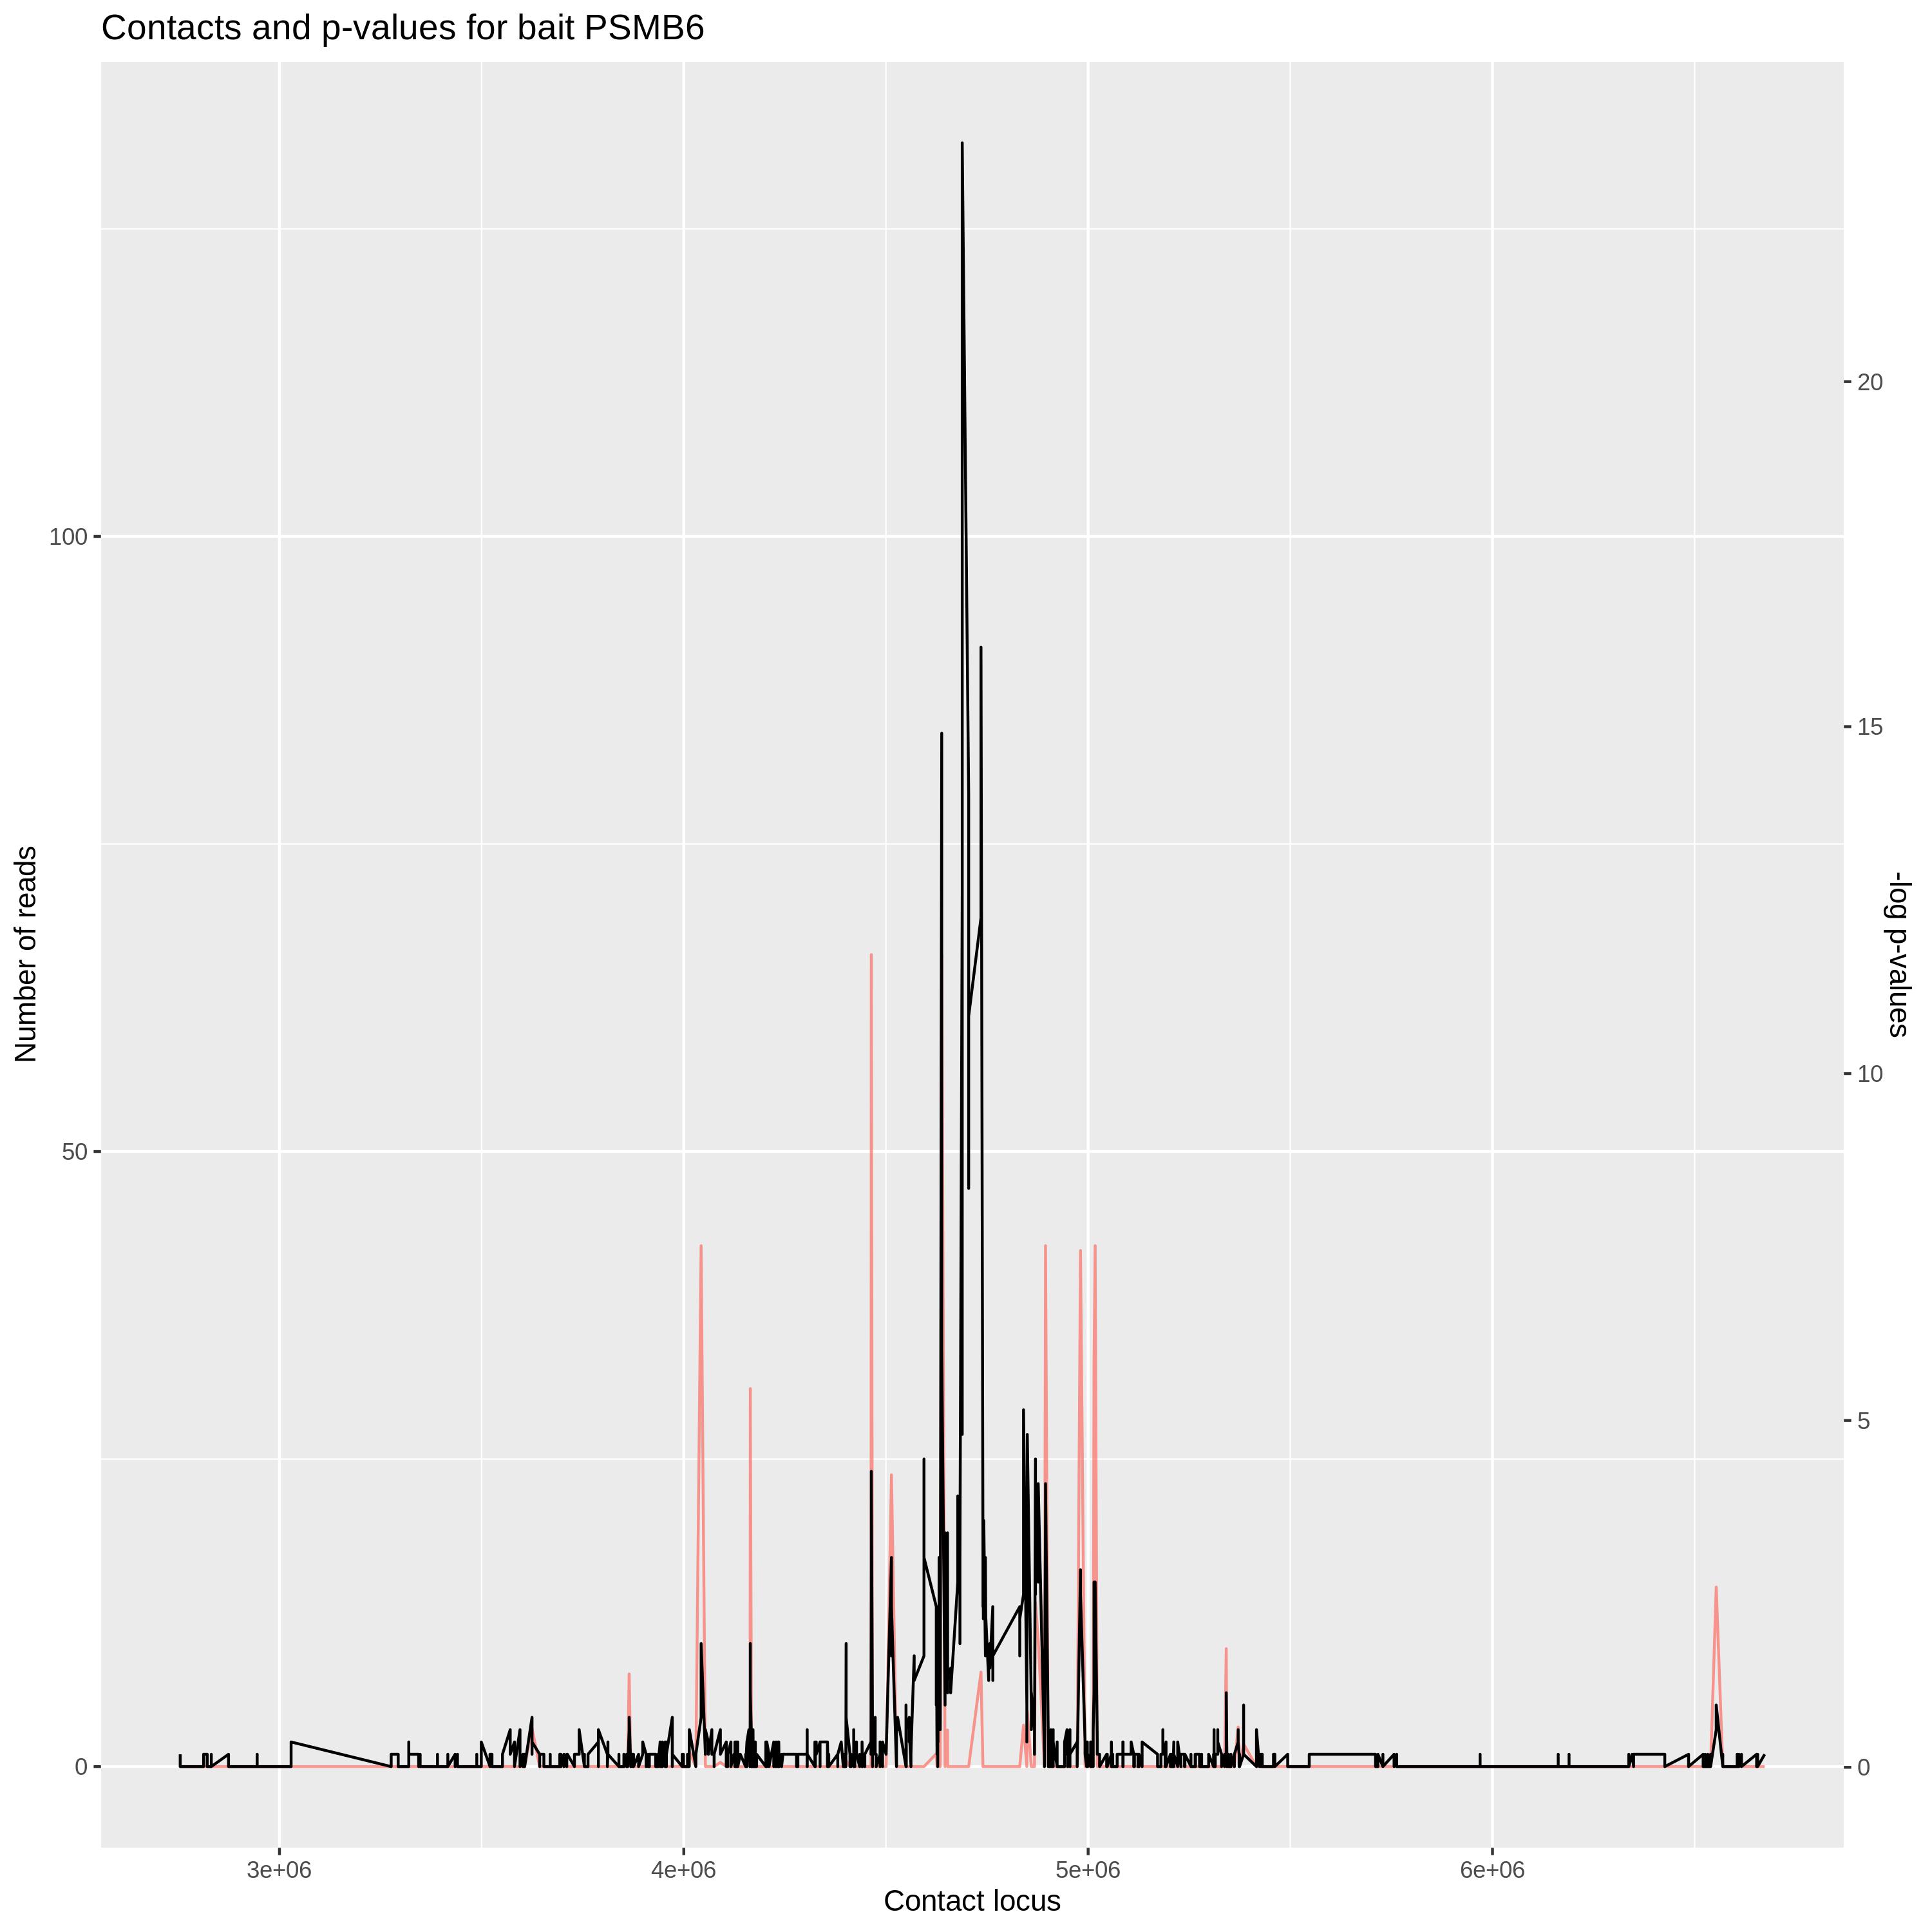 Contacts and p-values for bait PSMB6
Number of reads
100
50
0
20
15
10
5
0
-log p-values
3e+06
4e+06
5e+06
6e+06
Contact locus